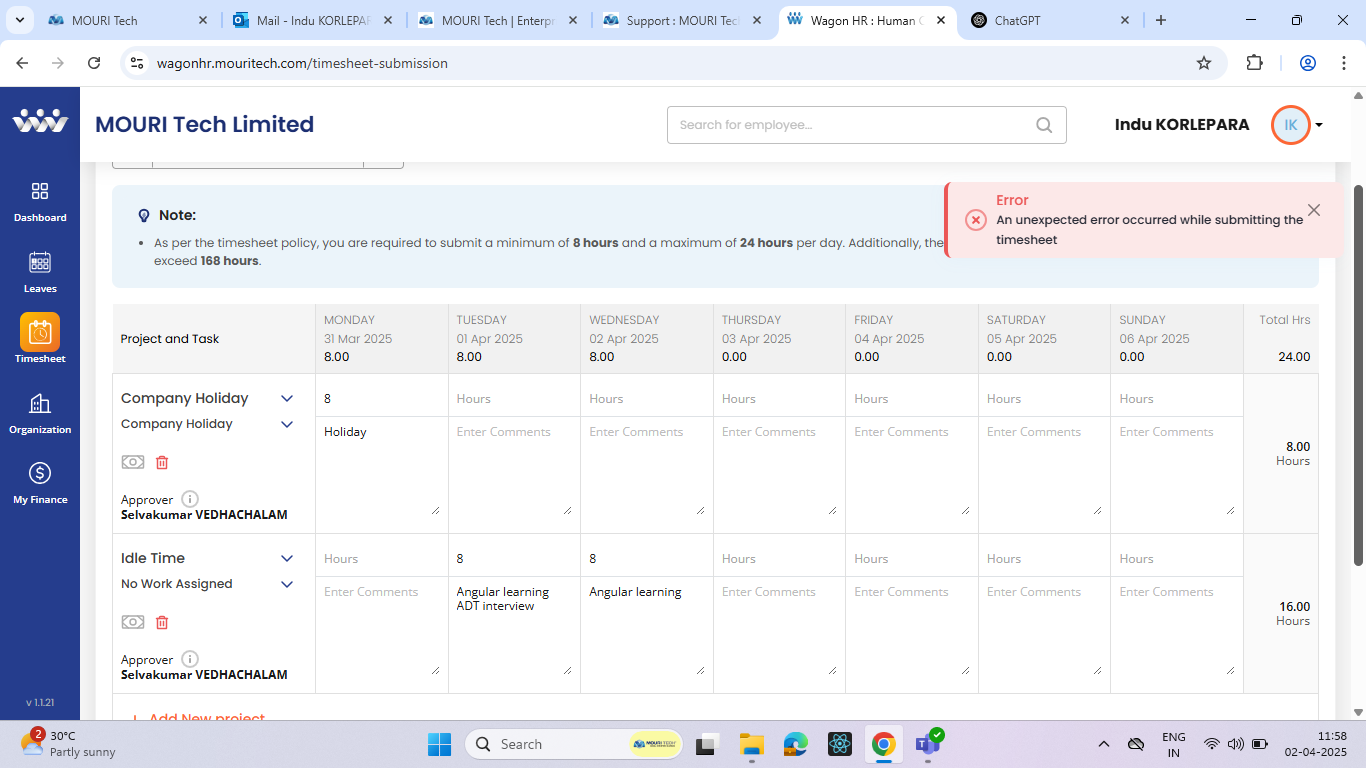 MOURI Tech
Mail - Indu KORLEPAR
MOURI Tech | Enterpr
Support : MOURI Tec
Wagon HR : Human C
ChatGPT
wagonhr.mouritech.com/timesheet-submission
MOURI Tech Limited
Search for employee...
Indu KORLEPARA
IK
Dashboard
Leaves
Timesheet
Organization
My Finance
v 1.1.21
Error
An unexpected error occurred while submitting the
timesheet
Note:
As per the timesheet policy, you are required to submit a minimum of 8 hours and a maximum of 24 hours per day. Additionally, the
exceed 168 hours.
Project and Task
MONDAY
31 Mar 2025
8.00
TUESDAY
01 Apr 2025
8.00
WEDNESDAY
02 Apr 2025
8.00
THURSDAY
03 Apr 2025
0.00
FRIDAY
04 Apr 2025
0.00
SATURDAY
05 Apr 2025
0.00
SUNDAY
06 Apr 2025
0.00
Total Hrs
24.00
Company Holiday
Company Holiday
Approver
Selvakumar VEDHACHALAM
8 Hours Hours Hours Hours Hours Hours
Holiday Enter Comments Enter Comments Enter Comments Enter Comments Enter Comments Enter Comments
8.00
Hours
Idle Time
No Work Assigned
Approver
Selvakumar VEDHACHALAM
Hours 8 8 Hours Hours Hours Hours
Enter Comments Angular learning Angular learning Enter Comments Enter Comments Enter Comments Enter Comments
ADT interview
16.00
Hours
+ Add New project
2
30°C
Partly sunny
Search
MOURI TECH
ENG
IN
11:58
02-04-2025